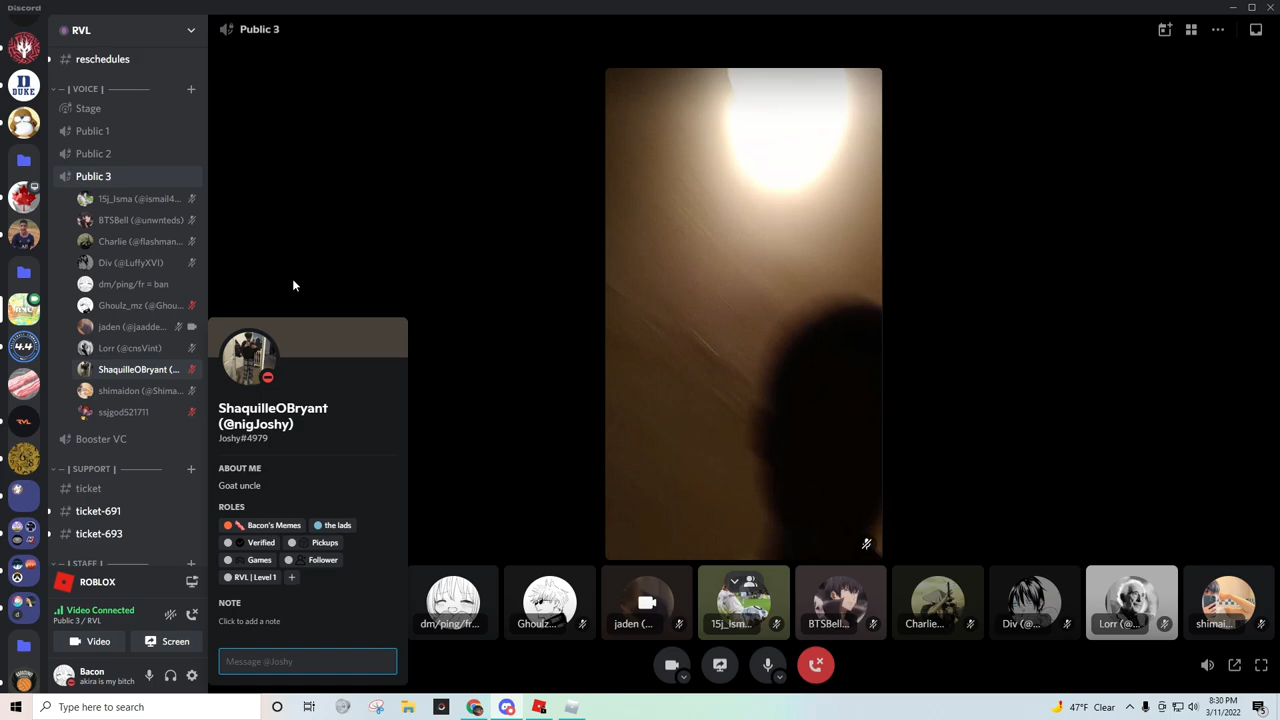 Discord
RVL
Public 3
reschedules
— | VOICE | ———
Stage
Public 1
Public 2
Public 3
15j_Isma (@ismail4...
BTSBell (@unwnteds)
Charlie (@flashman...
Div (@LuffyXVI)
dm/ping/fr = ban
Ghoulz_mz (@Ghou...
jaden (@jaadde...
Lorr (@cnsVint)
ShaquilleOBryant (...
shimaidon (@Shima...
ssjgod521711
Booster VC
— | SUPPORT | ———
ticket
ticket-691
ticket-693
— | STAFF | ———
ROBLOX
Video Connected
Public 3 / RVL
Video
Screen
Bacon
akira is my bitch
ShaquilleOBryant
(@nigJoshy)
Joshy#4979
ABOUT ME
Goat uncle
ROLES
Bacon's Memes
the lads
Verified
Pickups
Games
Follower
RVL | Level 1
NOTE
Click to add a note
Message @Joshy
dm/ping/fr...
Ghoulz...
jaden (...
15j_Ism...
BTSBell...
Charlie...
Div (@...
Lorr (@...
shimai...
DUKE
4.4
RVL
Type here to search
47°F Clear
8:30 PM
3/11/2022